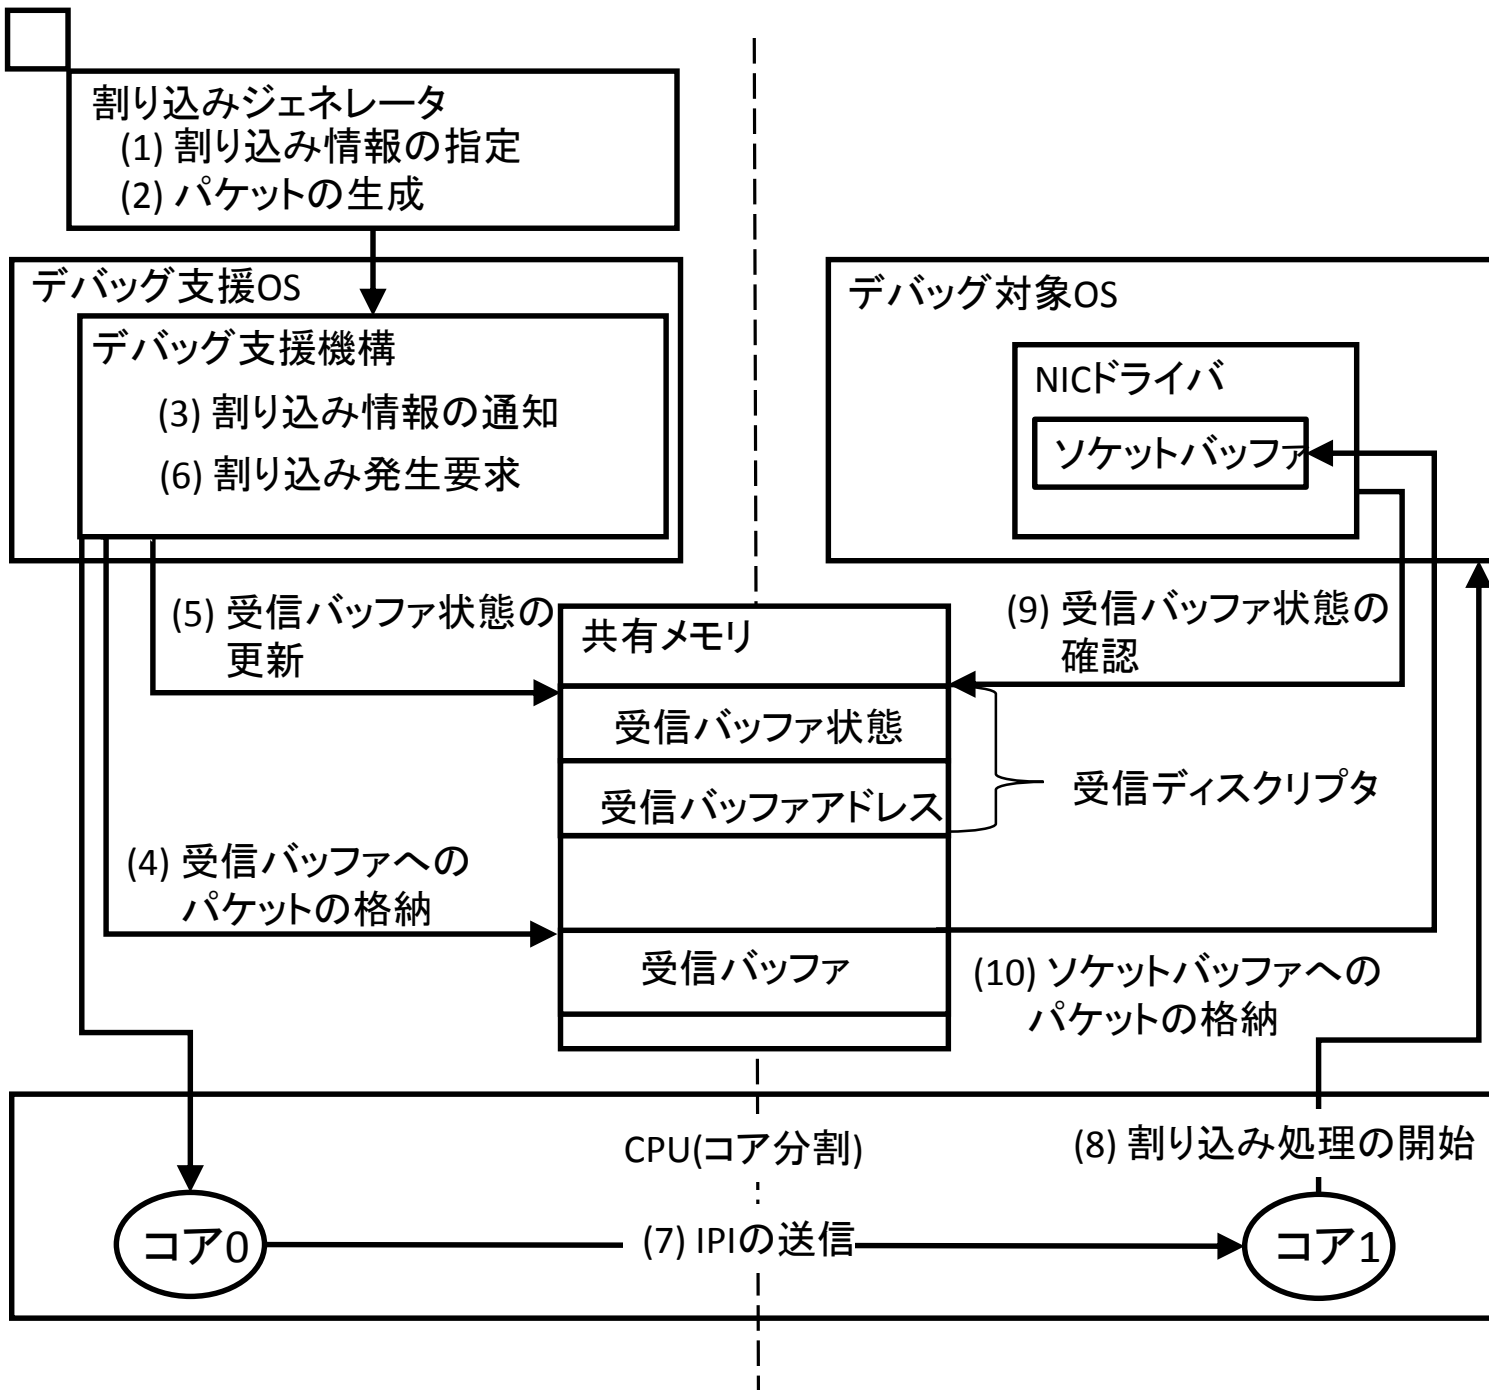 割り込みジェネレータ
(1) 割り込み情報の指定
(2) パケットの生成
デバッグ支援OS
デバッグ支援機構
(3) 割り込み情報の通知
(6) 割り込み発生要求
デバッグ対象OS
NICドライバ
ソケットバッファ
(5) 受信バッファ状態の
更新
共有メモリ
(9) 受信バッファ状態の
確認
受信バッファ状態
受信バッファアドレス
受信ディスクリプタ
(4) 受信バッファへの
パケットの格納
受信バッファ
(10) ソケットバッファへの
パケットの格納
CPU(コア分割)
(8) 割り込み処理の開始
コア0
(7) IPIの送信
コア1